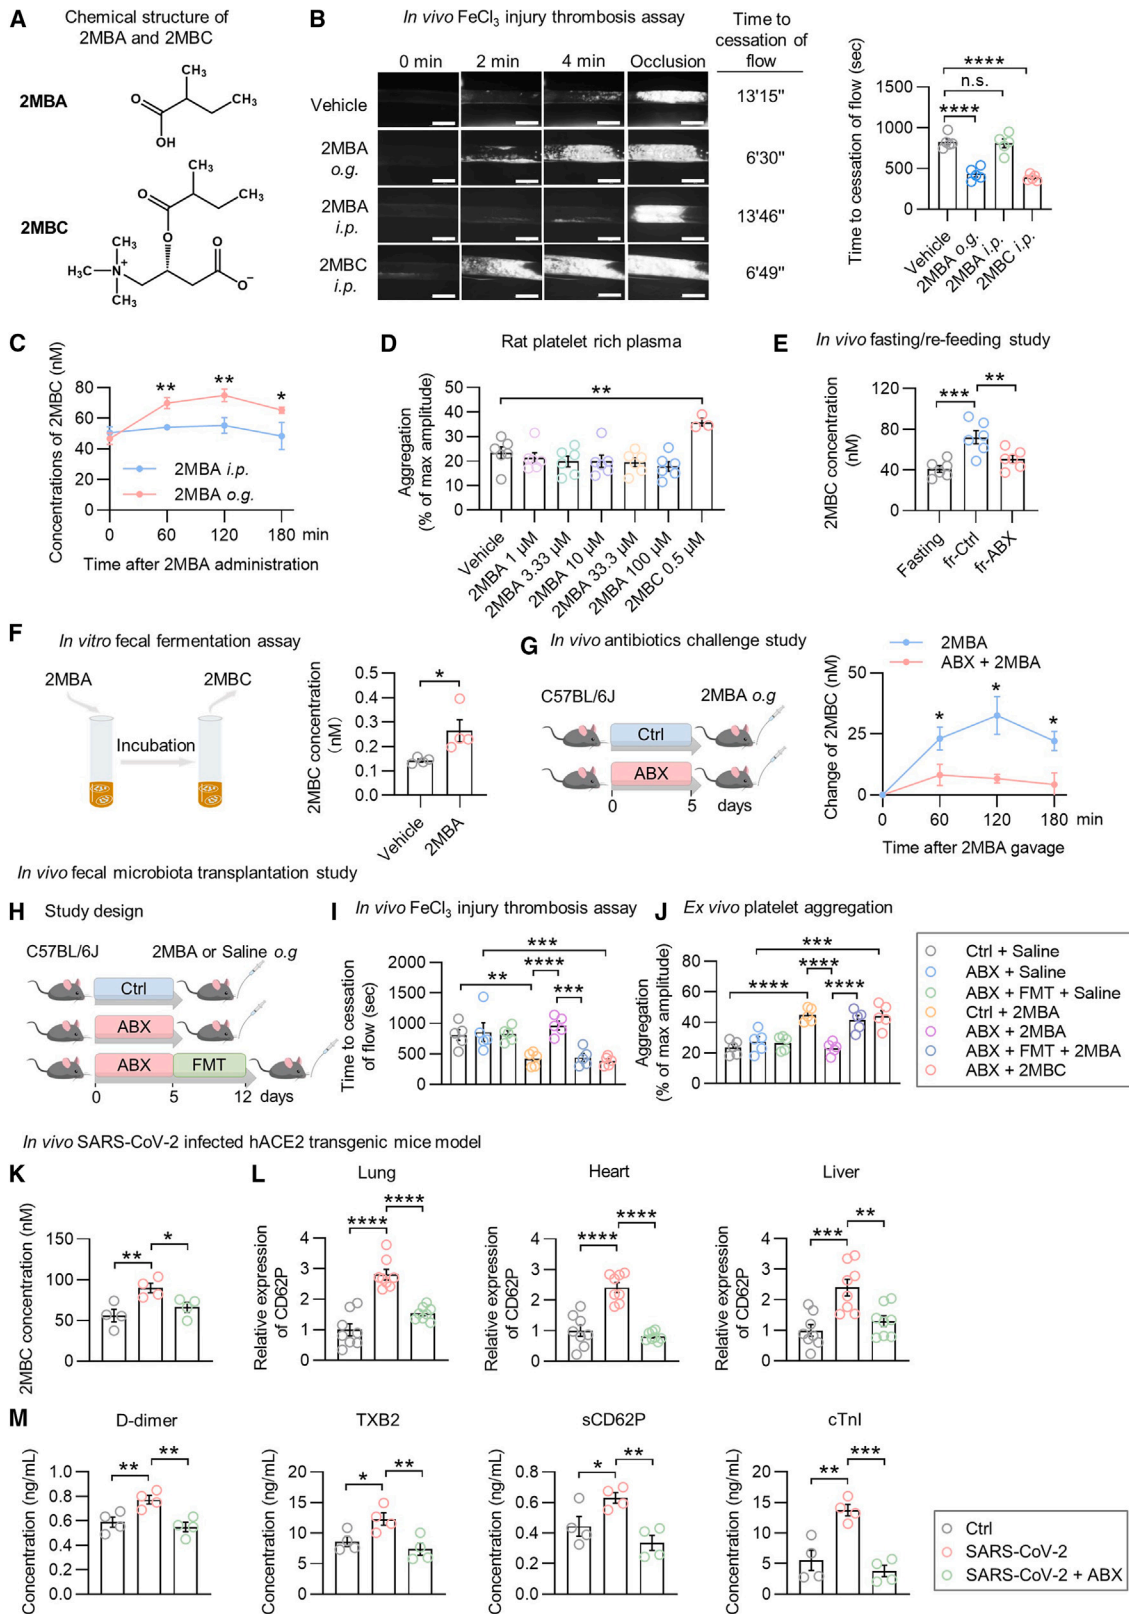 A
Chemical structure of
2MBA and 2MBC
2MBA
CH₃
O
CH₃
OH
2MBC
CH₃
O
CH₃
CH₃
O
O
H₃C
N⁺
O⁻
CH₃
B
In vivo FeCl₃ injury thrombosis assay
Time to
cessation of
flow
0 min
2 min
4 min
Occlusion
Vehicle
13'15"
2MBA
o.g.
6'30"
2MBA
i.p.
13'46"
2MBC
i.p.
6'49"
Time to cessation of flow (sec)
1500
1000
500
0
****
n.s.
****
Vehicle
2MBA o.g.
2MBA i.p.
2MBC i.p.
C
Concentrations of 2MBC (nM)
80
60
40
20
0
**
**
*
2MBA i.p.
2MBA o.g.
0
60
120
180
min
Time after 2MBA administration
D
Rat platelet rich plasma
Aggregation
(% of max amplitude)
50
40
30
20
10
0
**
Vehicle
2MBA 1 μM
2MBA 3.33 μM
2MBA 10 μM
2MBA 33.3 μM
2MBA 100 μM
2MBC 0.5 μM
E
In vivo fasting/re-feeding study
2MBC concentration
(nM)
120
80
40
0
***
**
Fasting
fr-Ctrl
fr-ABX
F
In vitro fecal fermentation assay
2MBA
2MBC
Incubation
2MBC concentration
(nM)
0.5
0.4
0.3
0.2
0.1
0.0
*
Vehicle
2MBA
G
In vivo antibiotics challenge study
C57BL/6J
2MBA o.g
Ctrl
ABX
0
5
days
2MBA
ABX + 2MBA
Change of 2MBC (nM)
50
25
0
*
*
*
0
60
120
180
min
Time after 2MBA gavage
In vivo fecal microbiota transplantation study
H
Study design
C57BL/6J
2MBA or Saline o.g
Ctrl
ABX
ABX
FMT
0
5
12
days
I
In vivo FeCl₃ injury thrombosis assay
Time to cessation
of flow (sec)
2000
1500
1000
500
0
***
**
****
***
J
Ex vivo platelet aggregation
Aggregation
(% of max amplitude)
80
60
40
20
0
***
****
****
****
Ctrl + Saline
ABX + Saline
ABX + FMT + Saline
Ctrl + 2MBA
ABX + 2MBA
ABX + FMT + 2MBA
ABX + 2MBC
In vivo SARS-CoV-2 infected hACE2 transgenic mice model
K
2MBC concentration (nM)
150
100
50
0
**
*
L
Lung
Relative expression
of CD62P
4
3
2
1
0
****
****
Heart
Relative expression
of CD62P
4
3
2
1
0
****
****
Liver
Relative expression
of CD62P
4
3
2
1
0
***
**
M
D-dimer
Concentration (ng/mL)
1.0
0.8
0.6
0.4
0.2
0.0
**
**
TXB2
Concentration (ng/mL)
20
15
10
5
0
*
**
sCD62P
Concentration (ng/mL)
0.8
0.6
0.4
0.2
0.0
*
**
cTnI
Concentration (ng/mL)
20
15
10
5
0
**
***
Ctrl
SARS-CoV-2
SARS-CoV-2 + ABX